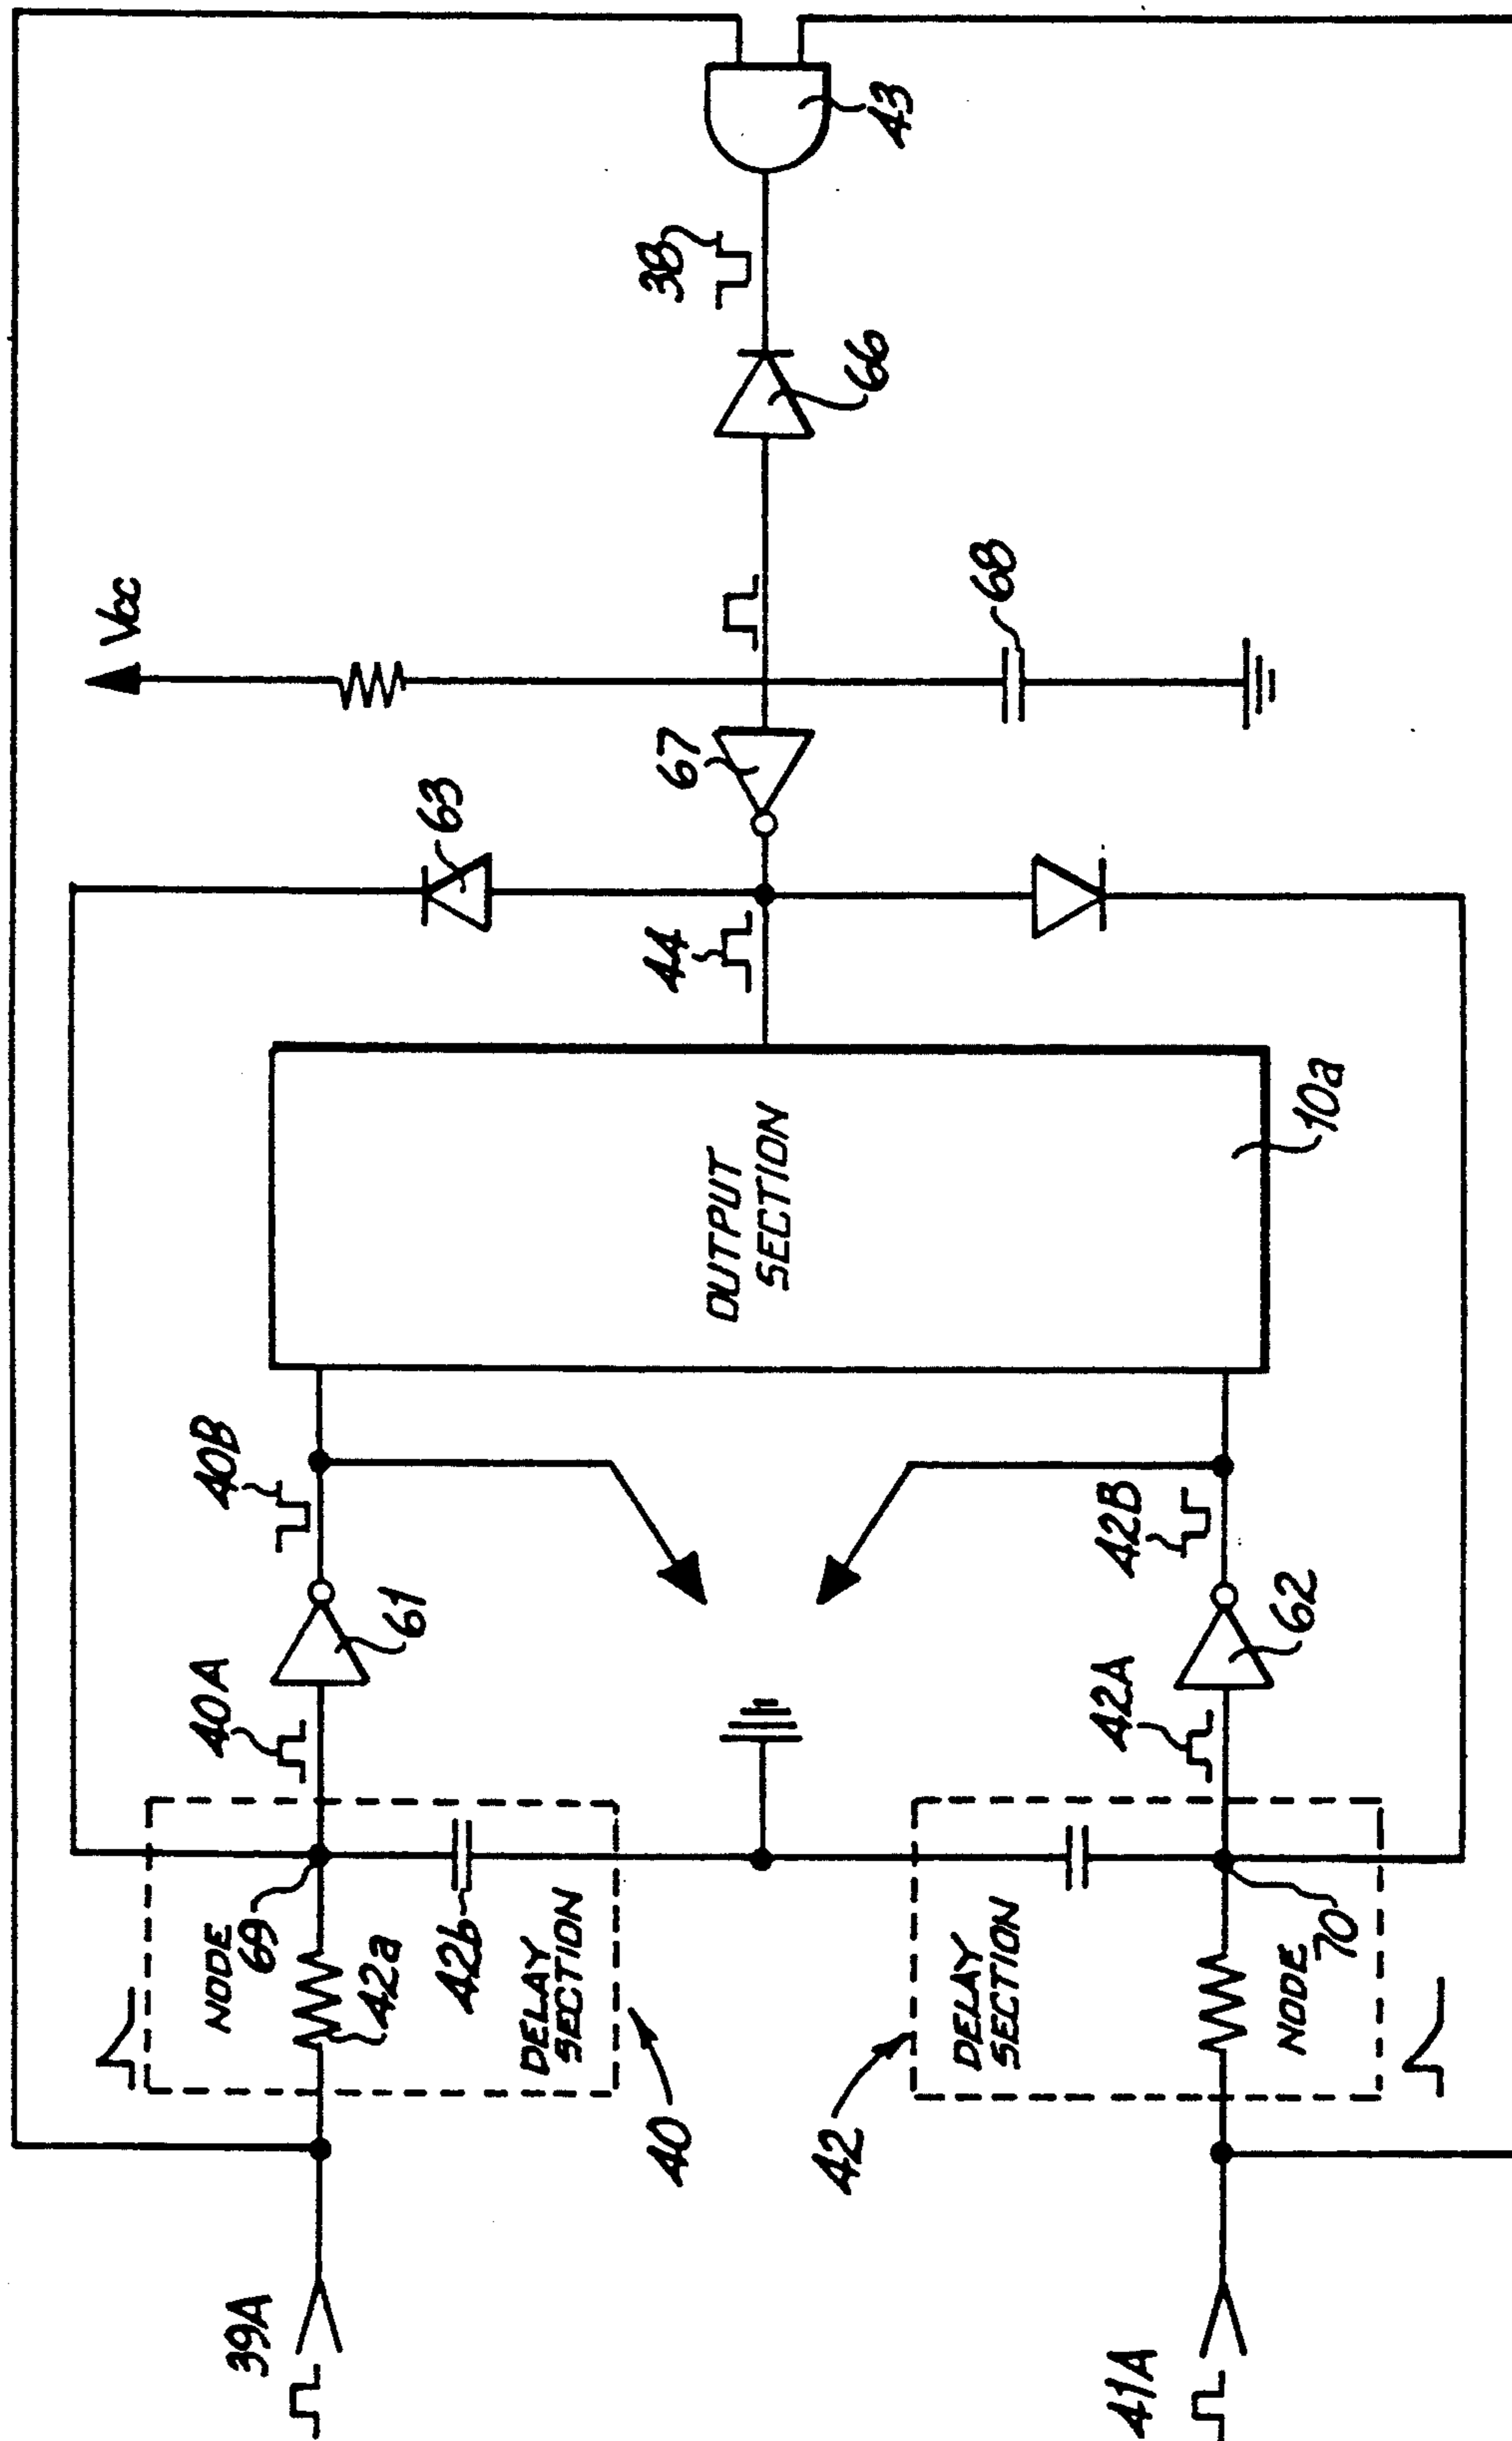 Vcc
39A
40A
40B
NODE
69
42a
61
63
42b
DELAY
SECTION
40
44
67
38
OUTPUT
SECTION
42
66
43
DELAY
SECTION
68
41A
42A
42B
NODE
70
62
10a